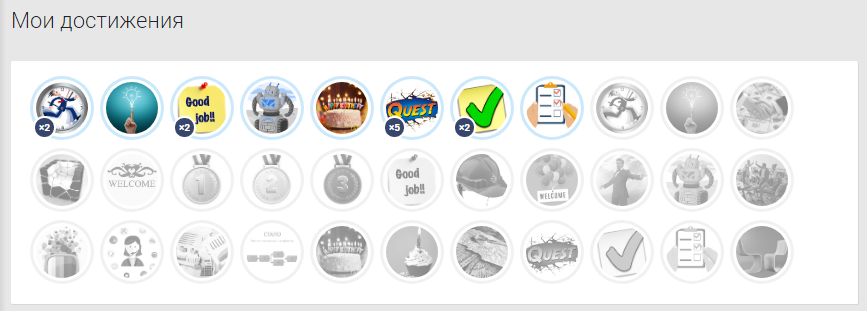 Мои достижения
×2
Good
job!!
×2
QUEST
×5
×2
WELCOME
1
2
3
Good
job!!
WELCOME
QUEST